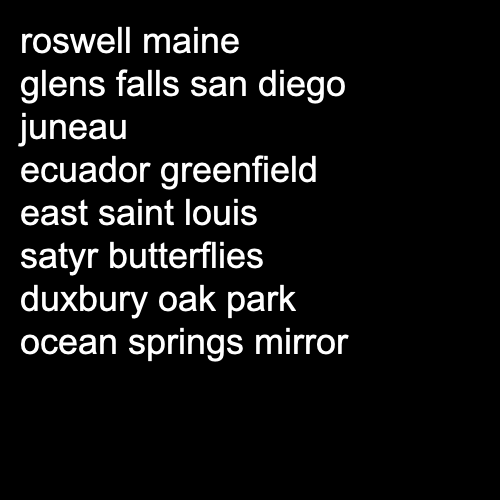 roswell maine
glens falls san diego
juneau
ecuador greenfield
east saint louis
satyr butterflies
duxbury oak park
ocean springs mirror